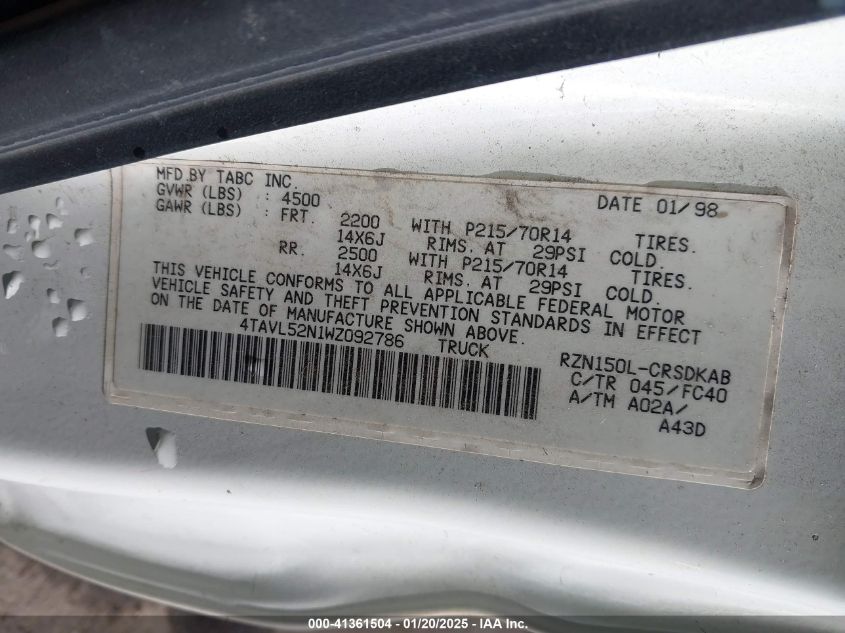 MFD.BY TABC INC. DATE 01/98
GVWR (LBS) : 4500
GAWR (LBS) : FRT. 2200 WITH P215/70R14 TIRES.
14X6J RIMS. AT 29PSI COLD.
RR. 2500 WITH P215/70R14 TIRES.
14X6J RIMS. AT 29PSI COLD.
THIS VEHICLE CONFORMS TO ALL APPLICABLE FEDERAL MOTOR
VEHICLE SAFETY AND THEFT PREVENTION STANDARDS IN EFFECT
ON THE DATE OF MANUFACTURE SHOWN ABOVE.
4TAVL52N1WZ092786 TRUCK
RZN150L-CRSDKAB
C/TR 045/FC40
A/TM A02A/
A43D
000-41361504 | 01/20/2025 - IAA Inc.